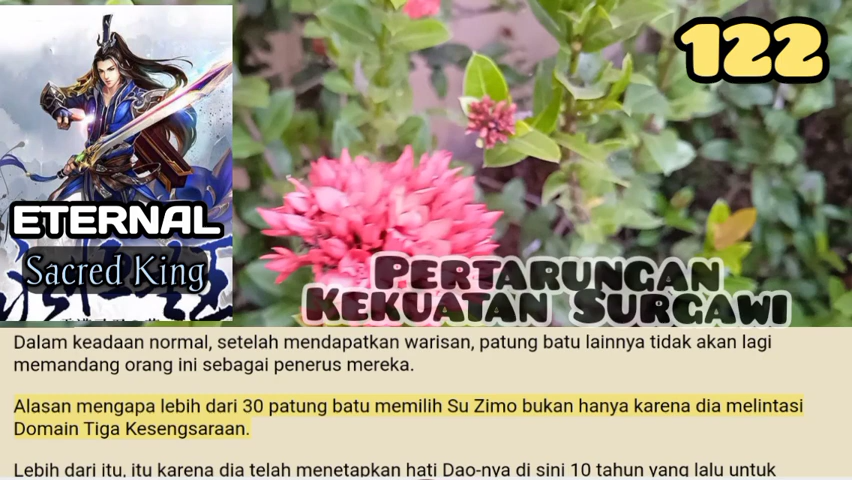 122
ETERNAL
Sacred King
PERTARUNGAN
KEKUATAN SURGAWI
Dalam keadaan normal, setelah mendapatkan warisan, patung batu lainnya tidak akan lagi
memandang orang ini sebagai penerus mereka.
Alasan mengapa lebih dari 30 patung batu memilih Su Zimo bukan hanya karena dia melintasi
Domain Tiga Kesengsaraan.
Lebih dari itu, itu karena dia telah menetapkan hati Dao-nya di sini 10 tahun yang lalu untuk